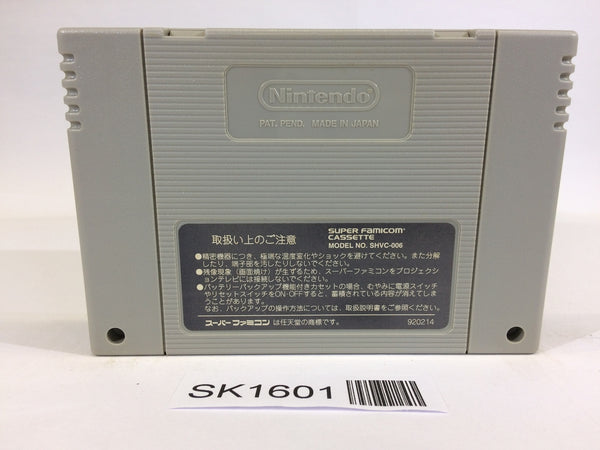 Nintendo
PAT. PEND. MADE IN JAPAN
取扱い上のご注意
SUPER FAMICOM
CASSETTE
MODEL NO. SHVC-006
●精密機器につき、極端な温度変化やショックを避けてください。また分解
したり、端子部を汚したりしないでください。
●残像現象（画面焼け）が生ずるため、スーパーファミコンをプロジェクシ
ョンテレビには接続しないでください。
●バッテリーバックアップ機能付きカセットの場合、むやみに電源スイッチ
やリセットスイッチをON-OFFすると、蓄積されている内容が消えてしま
うことがあります。
なお、バックアップの操作方法については、取扱説明書をご参照ください。
スーパーファミコン は任天堂の商標です。
920214
SK1601